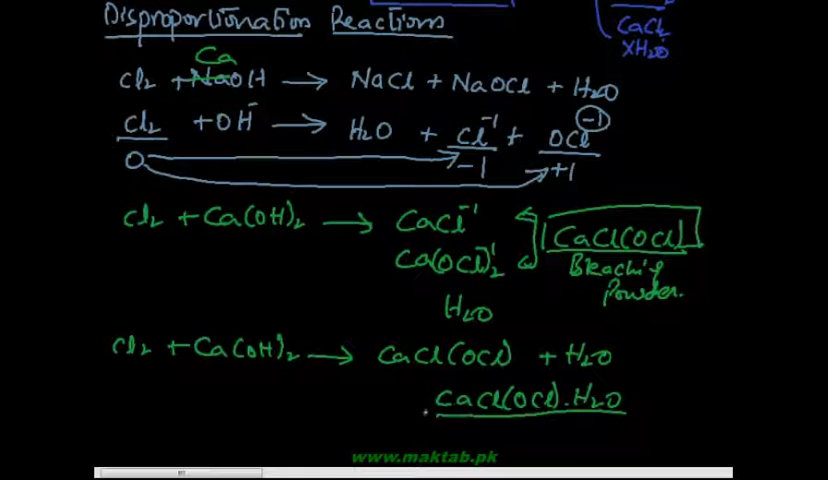 Disproportionation Reactions
CaCl₂
XH₂O
Ca
Cl₂ + NaOH → NaCl + NaOCl + H₂O
Cl₂ + OH⁻ → H₂O + Cl⁻¹ + OCl⁻¹
0 -1 +1
Cl₂ + Ca(OH)₂ → CaCl⁻¹
Ca(OCl)₂⁻¹
H₂O
CaCl(OCl)
Bleaching
Powder.
Cl₂ + Ca(OH)₂ → CaCl(OCl) + H₂O
CaCl(OCl).H₂O
www.maktab.pk